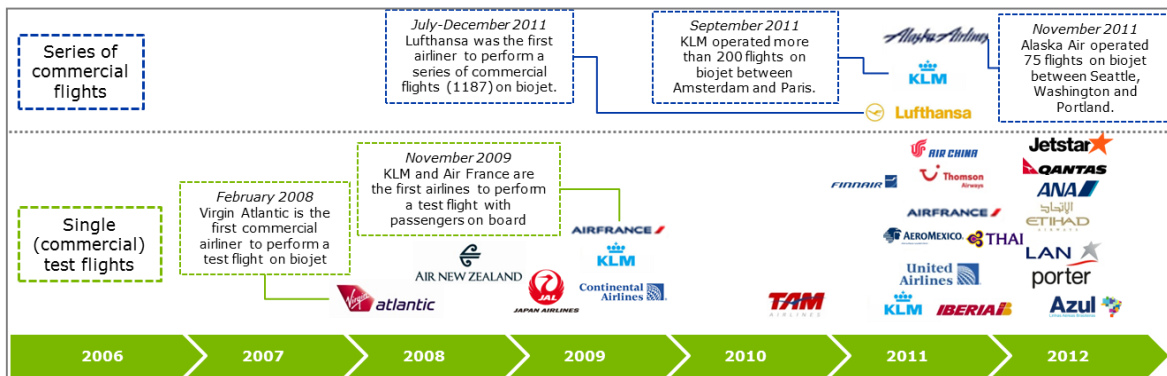 Series of
commercial
flights
July-December 2011
Lufthansa was the first
airliner to perform a
series of commercial
flights (1187) on biojet.
September 2011
KLM operated more
than 200 flights on
biojet between
Amsterdam and Paris.
Alaska Airlines
KLM
Lufthansa
November 2011
Alaska Air operated
75 flights on biojet
between Seattle,
Washington and
Portland.
Single
(commercial)
test flights
February 2008
Virgin Atlantic is the
first commercial
airliner to perform a
test flight on biojet
November 2009
KLM and Air France are
the first airlines to perform
a test flight with
passengers on board
Virgin atlantic
AIR NEW ZEALAND
JAL
JAPAN AIRLINES
AIRFRANCE
KLM
Continental
Airlines
TAM
AIRLINES
AIR CHINA
FINNAIR
Thomson
Airways
AIRFRANCE
AEROMEXICO.
THAI
United
Airlines
KLM
IBERIA
Jetstar
QANTAS
ANA
الإتحاد
ETIHAD
AIRWAYS
LAN
porter
Azul
2006
2007
2008
2009
2010
2011
2012